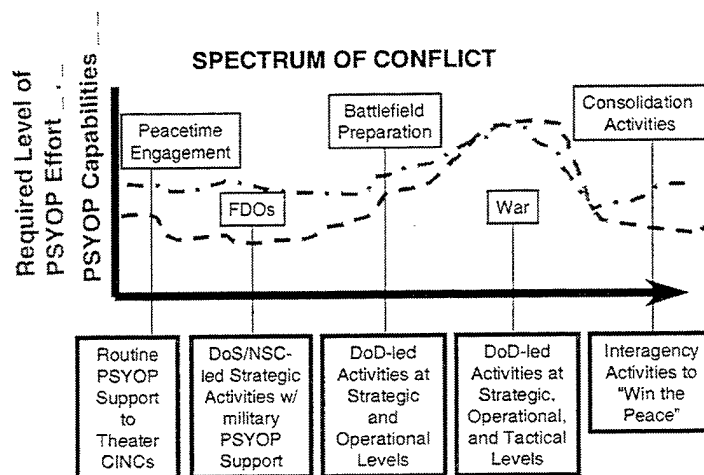 SPECTRUM OF CONFLICT
Required Level of
PSYOP Effort
PSYOP Capabilities
Peacetime
Engagement
FDOs
Battlefield
Preparation
War
Consolidation
Activities
Routine
PSYOP
Support
to
Theater
CINCs
DoS/NSC-
led Strategic
Activities w/
military
PSYOP
Support
DoD-led
Activities at
Strategic
and
Operational
Levels
DoD-led
Activities at
Strategic,
Operational,
and Tactical
Levels
Interagency
Activities to
"Win the
Peace"